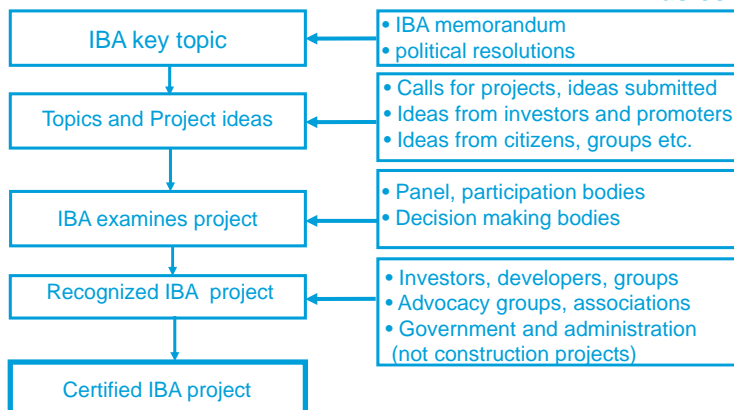 IBA key topic
• IBA memorandum
• political resolutions
Topics and Project ideas
• Calls for projects, ideas submitted
• Ideas from investors and promoters
• Ideas from citizens, groups etc.
IBA examines project
• Panel, participation bodies
• Decision making bodies
Recognized IBA project
• Investors, developers, groups
• Advocacy groups, associations
• Government and administration
(not construction projects)
Certified IBA project